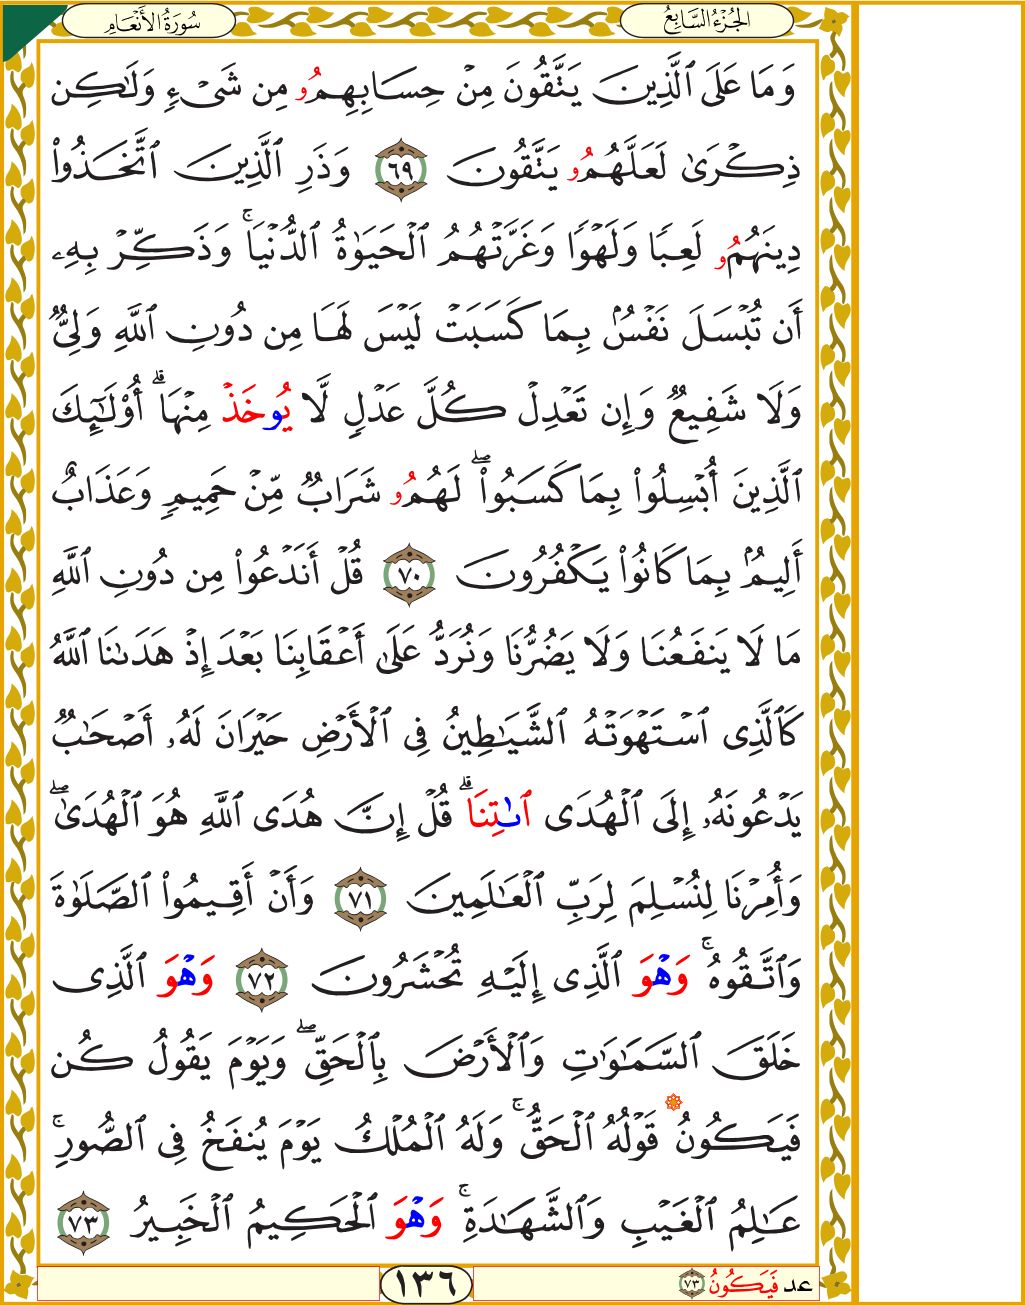 سُورَةُ الأَنْعَامِ
الجُزْءُ السَّابِعُ
وَمَا عَلَى ٱلَّذِينَ يَتَّقُونَ مِنْ حِسَابِهِمُۥ مِن شَىْءٍ وَلَٰكِن
ذِكْرَىٰ لَعَلَّهُمُۥ يَتَّقُونَ ٦٩ وَذَرِ ٱلَّذِينَ ٱتَّخَذُوا۟
دِينَهُمُۥ لَعِبًا وَلَهْوًا وَغَرَّتْهُمُ ٱلْحَيَوٰةُ ٱلدُّنْيَا ۚ وَذَكِّرْ بِهِۦ
أَن تُبْسَلَ نَفْسٌۢ بِمَا كَسَبَتْ لَيْسَ لَهَا مِن دُونِ ٱللَّهِ وَلِىٌّ
وَلَا شَفِيعٌ وَإِن تَعْدِلْ كُلَّ عَدْلٍ لَّا يُوخَذْ مِنْهَا ۗ أُو۟لَٰٓئِكَ
ٱلَّذِينَ أُبْسِلُوا۟ بِمَا كَسَبُوا۟ ۖ لَهُمُۥ شَرَابٌ مِّنْ حَمِيمٍ وَعَذَابٌ
أَلِيمٌۢ بِمَا كَانُوا۟ يَكْفُرُونَ ٧٠ قُلْ أَنَدْعُوا۟ مِن دُونِ ٱللَّهِ
مَا لَا يَنفَعُنَا وَلَا يَضُرُّنَا وَنُرَدُّ عَلَىٰٓ أَعْقَابِنَا بَعْدَ إِذْ هَدَىٰنَا ٱللَّهُ
كَٱلَّذِى ٱسْتَهْوَتْهُ ٱلشَّيَٰطِينُ فِى ٱلْأَرْضِ حَيْرَانَ لَهُۥ أَصْحَٰبٌ
يَدْعُونَهُۥ إِلَى ٱلْهُدَى ٱىٰتِنَا ۗ قُلْ إِنَّ هُدَى ٱللَّهِ هُوَ ٱلْهُدَىٰ ۖ
وَأُمِرْنَا لِنُسْلِمَ لِرَبِّ ٱلْعَٰلَمِينَ ٧١ وَأَنْ أَقِيمُوا۟ ٱلصَّلَوٰةَ
وَٱتَّقُوهُ ۚ وَهْوَ ٱلَّذِى إِلَيْهِ تُحْشَرُونَ ٧٢ وَهْوَ ٱلَّذِى
خَلَقَ ٱلسَّمَٰوَٰتِ وَٱلْأَرْضَ بِٱلْحَقِّ ۖ وَيَوْمَ يَقُولُ كُن
فَيَكُونُ ۞ قَوْلُهُ ٱلْحَقُّ ۚ وَلَهُ ٱلْمُلْكُ يَوْمَ يُنفَخُ فِى ٱلصُّورِ ۚ
عَٰلِمُ ٱلْغَيْبِ وَٱلشَّهَٰدَةِ ۚ وَهْوَ ٱلْحَكِيمُ ٱلْخَبِيرُ ٧٣
١٣٦
عد فَيَكُونُ ٧٣